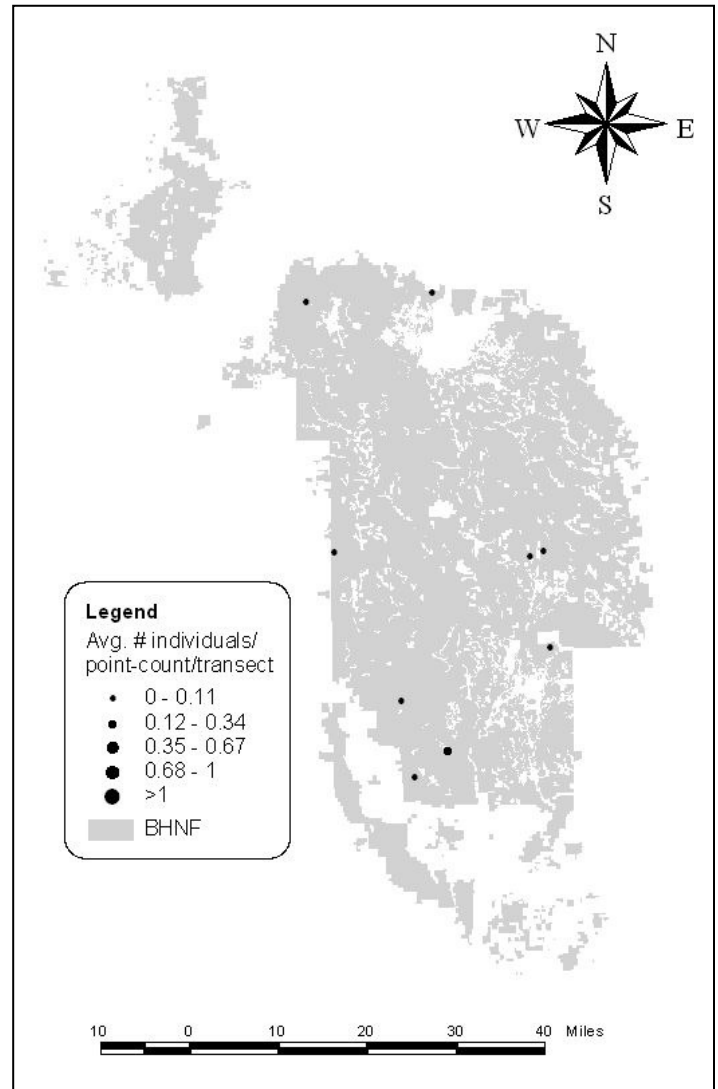 N
W E
S
Legend
Avg. # individuals/
point-count/transect
0 - 0.11
0.12 - 0.34
0.35 - 0.67
0.68 - 1
>1
BHNF
10 0 10 20 30 40 Miles